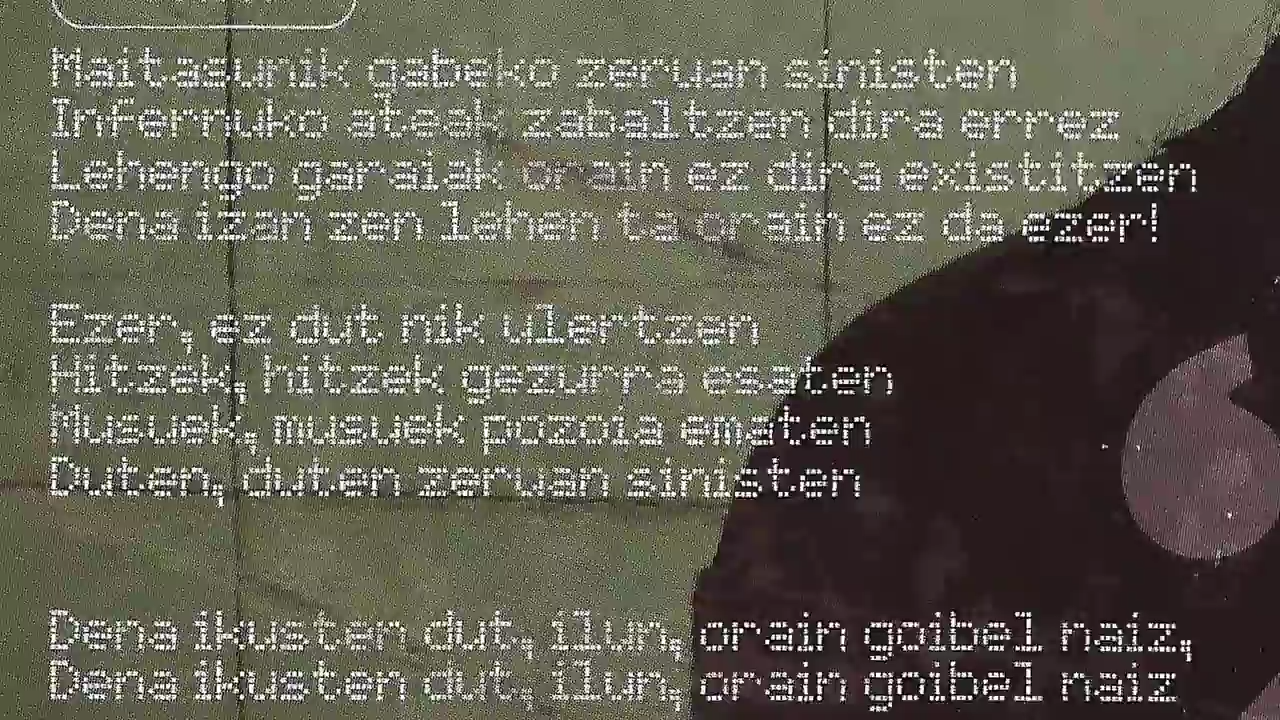 Maitasunik gabeko zeruan sinisten
Infernuko ateak zabaltzen dira errez
Lehengo garaiak orain ez dira existitzen
Dena izan zan lehen ta orain ez da ezer!
Ezer, ez dut nik ulertzen
Hitzek, hitzek gezurra esaten
Musuek, musuek pozoia ematen
Duten, duten zeruan sinisten
Dena ikusten dut, ilun, orain goibel naiz,
Dena ikusten dut, ilun, orain goibel naiz